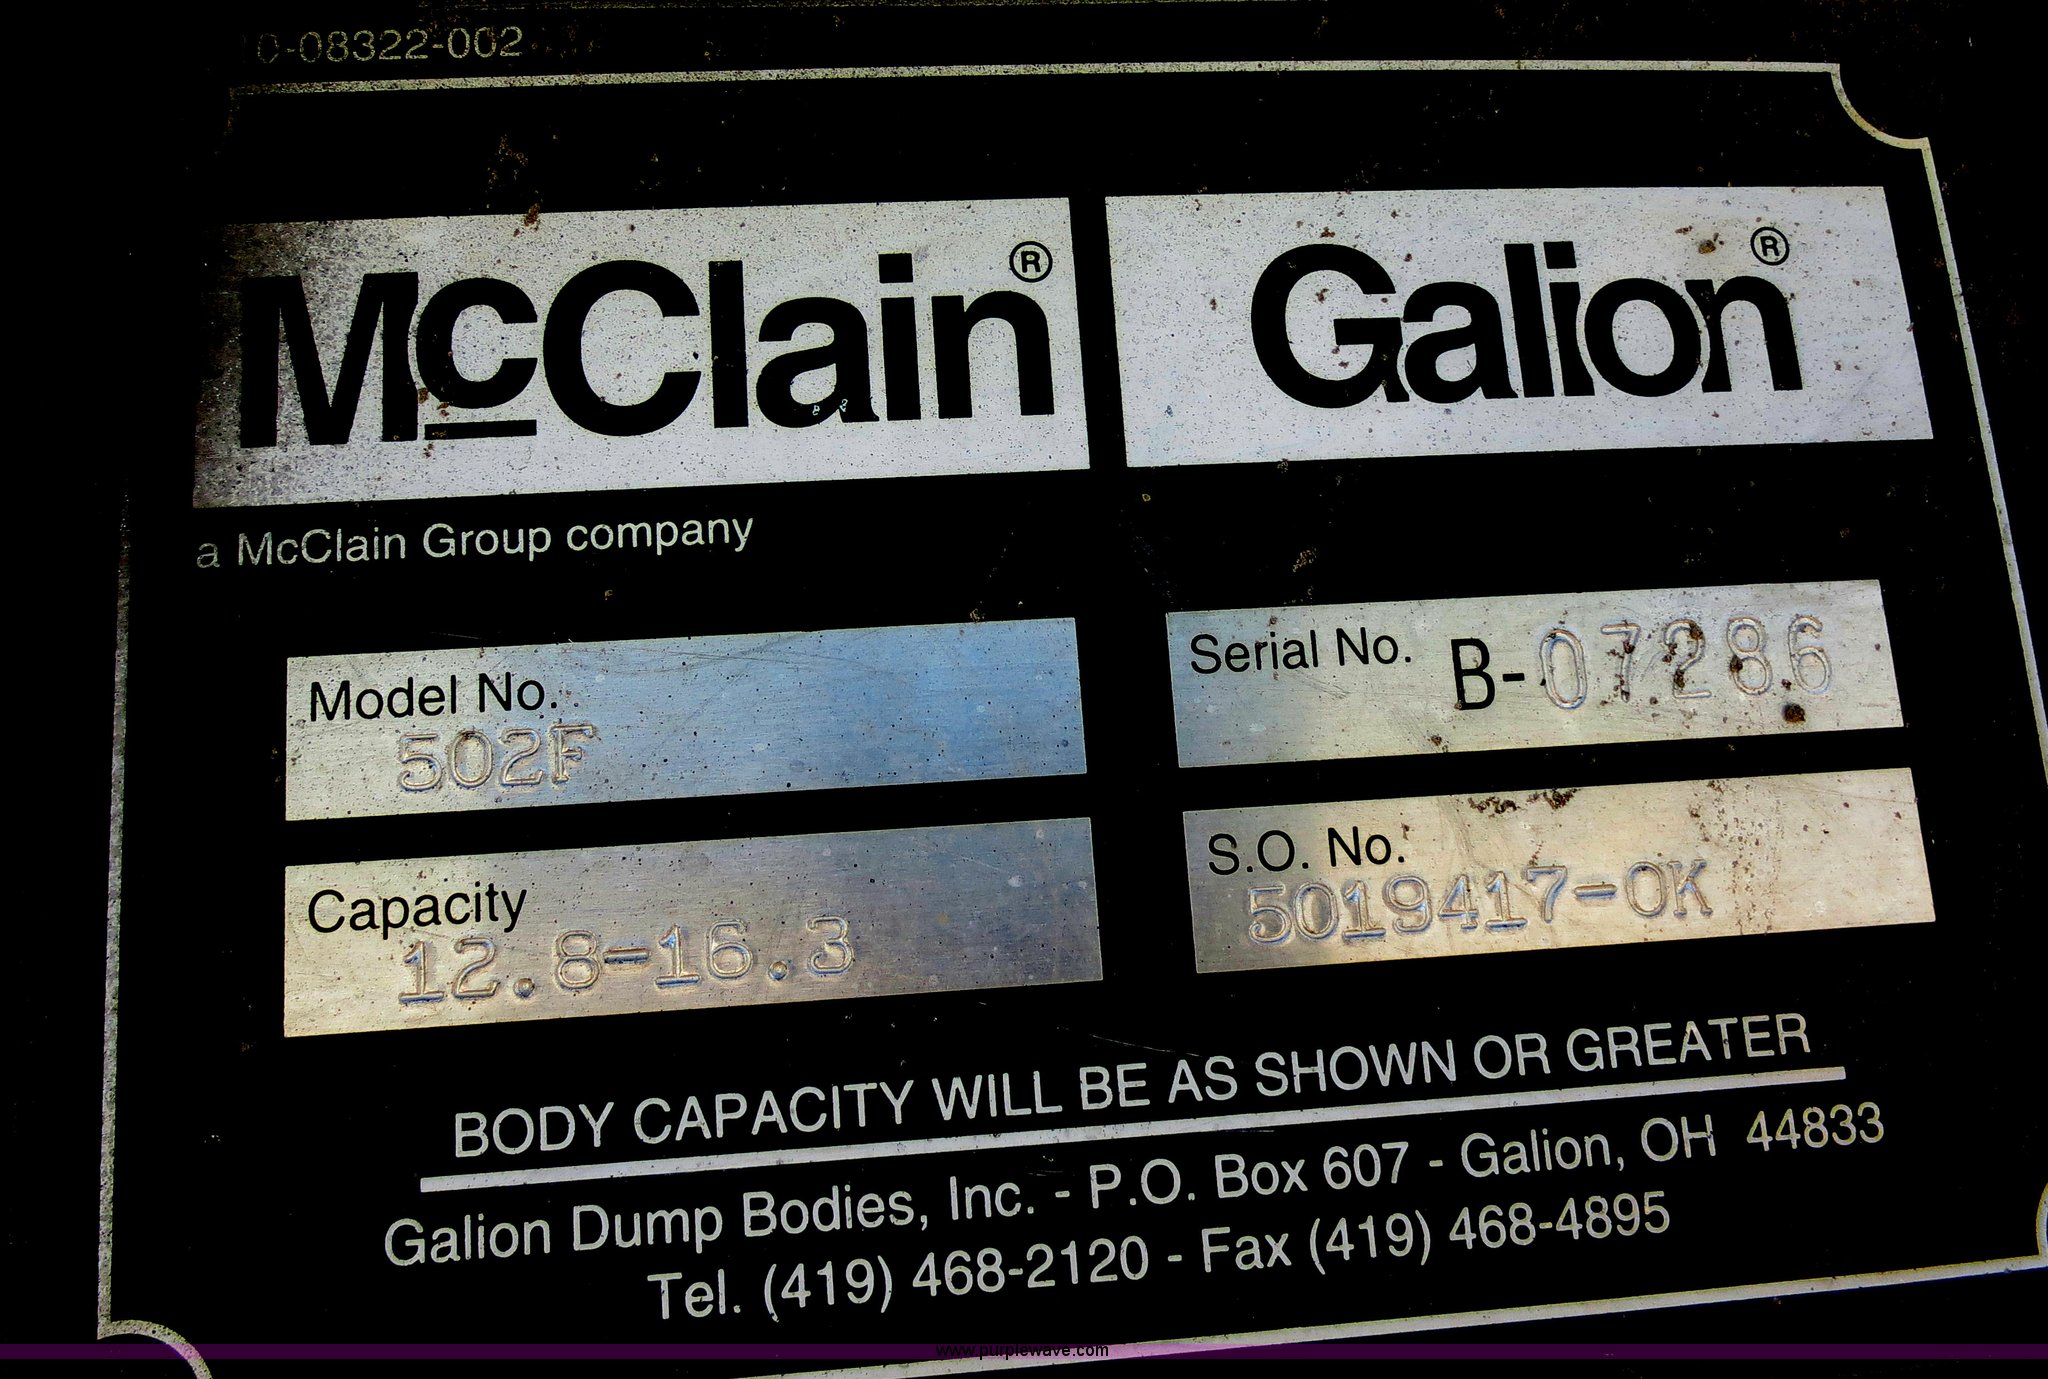 0-08322-002
McClain® Galion®
a McClain Group company
Model No.
502F
Serial No. B-07286
Capacity
12.8-16.3
S.O. No.
5019417-0K
BODY CAPACITY WILL BE AS SHOWN OR GREATER
Galion Dump Bodies, Inc. - P.O. Box 607 - Galion, OH 44833
Tel. (419) 468-2120 - Fax (419) 468-4895
www.purplewave.com